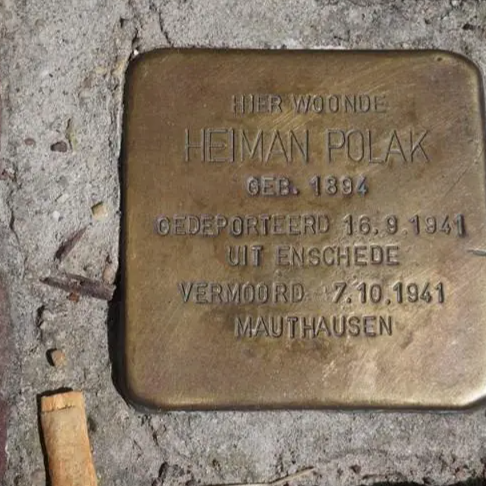 HIER WOONDE
HEIMAN POLAK
GEB. 1894
GEDEPORTEERD 16.9.1941
UIT ENSCHEDE
VERMOORD 7.10.1941
MAUTHAUSEN